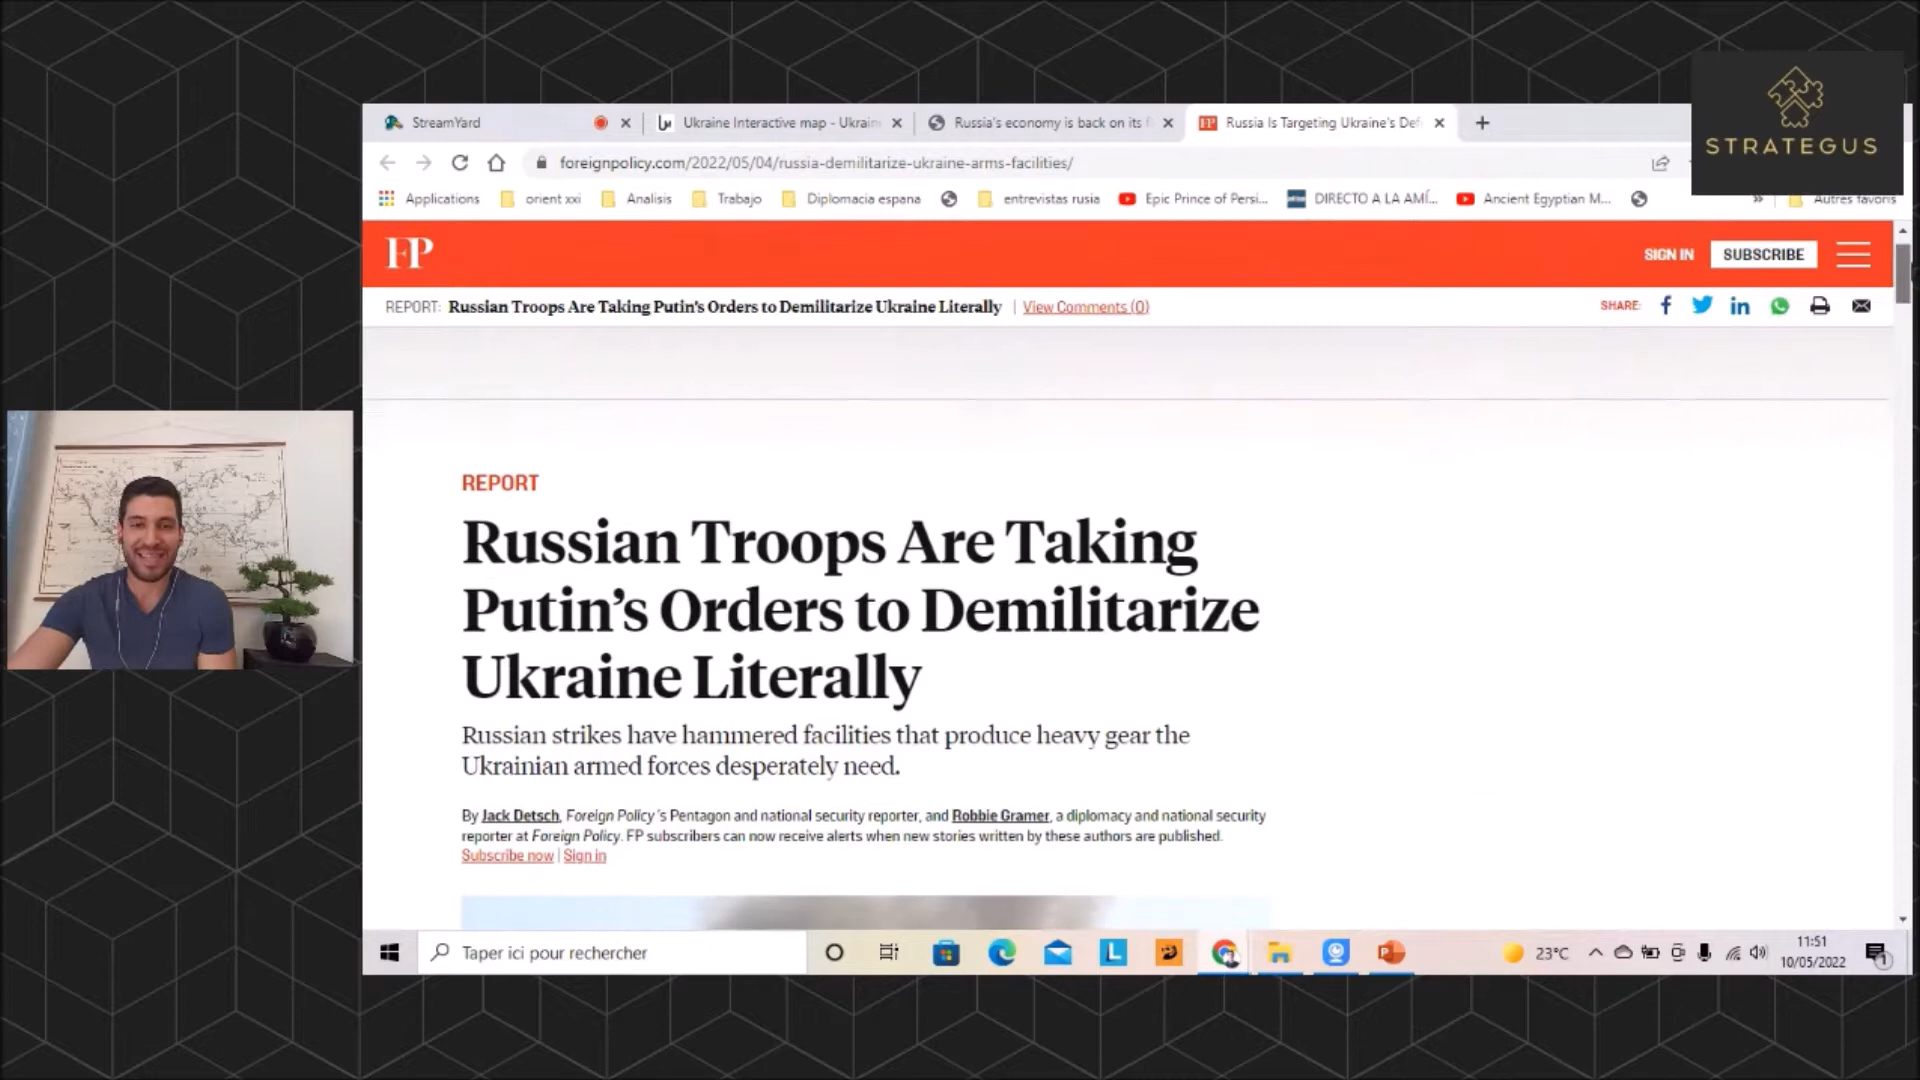 STRATEGUS
StreamYard
Ukraine Interactive map - Ukrain
Russia's economy is back on its f
Russia Is Targeting Ukraine's Def
foreignpolicy.com/2022/05/04/russia-demilitarize-ukraine-arms-facilities/
Applications
orient xxi
Analisis
Trabajo
Diplomacia espana
entrevistas rusia
Epic Prince of Persi...
DIRECTO A LA AMÍ...
Ancient Egyptian M...
»
Autres favoris
FP
SIGN IN
SUBSCRIBE
REPORT: Russian Troops Are Taking Putin's Orders to Demilitarize Ukraine Literally | View Comments (0)
SHARE:
REPORT
Russian Troops Are Taking
Putin's Orders to Demilitarize
Ukraine Literally
Russian strikes have hammered facilities that produce heavy gear the
Ukrainian armed forces desperately need.
By Jack Detsch, Foreign Policy's Pentagon and national security reporter, and Robbie Gramer, a diplomacy and national security
reporter at Foreign Policy. FP subscribers can now receive alerts when new stories written by these authors are published.
Subscribe now | Sign in
Taper ici pour rechercher
23°C
11:51
10/05/2022
1